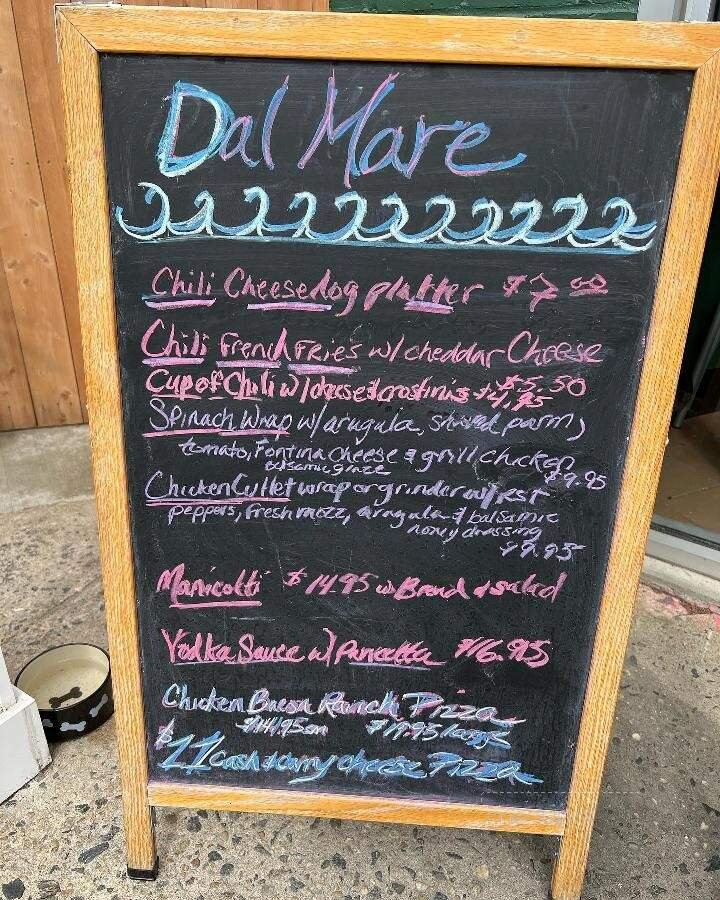 Dal Mare
Chili Cheesedog platter $7.00
Chili French Fries w/ cheddar Cheese
$5.50
Cup of Chili w/ cheese & crostinis $4.95
Spinach Wrap w/ arugula, shaved parm,
tomato, Fontina Cheese & grill chicken
balsamic glaze
$9.95
Chicken Cutlet wrap or grinder w/ rst
peppers, fresh mozz, arugula & balsamic
honey dressing
$9.95
Manicotti $14.95 w Bread & salad
Vodka Sauce w/ Pancetta $16.95
Chicken Bacon Ranch Pizza
$14.95 sm $19.95 large
$11 cash & carry cheese Pizza